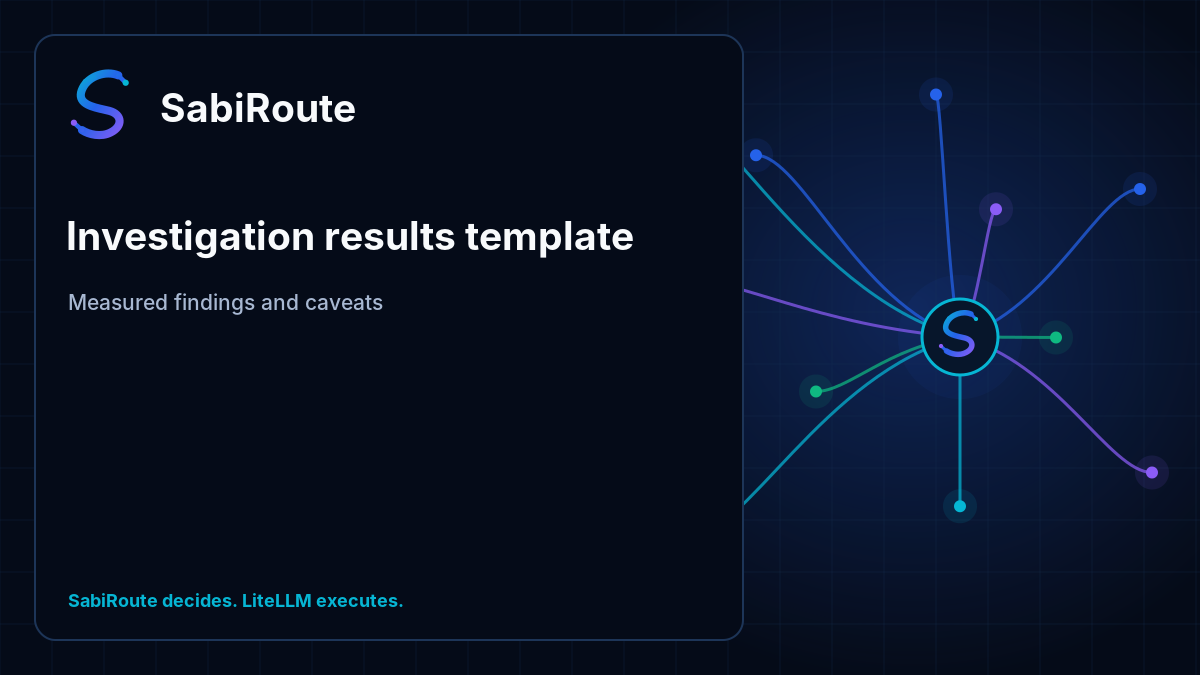 SabiRoute
Investigation results template
Measured findings and caveats
SabiRoute decides. LiteLLM executes.